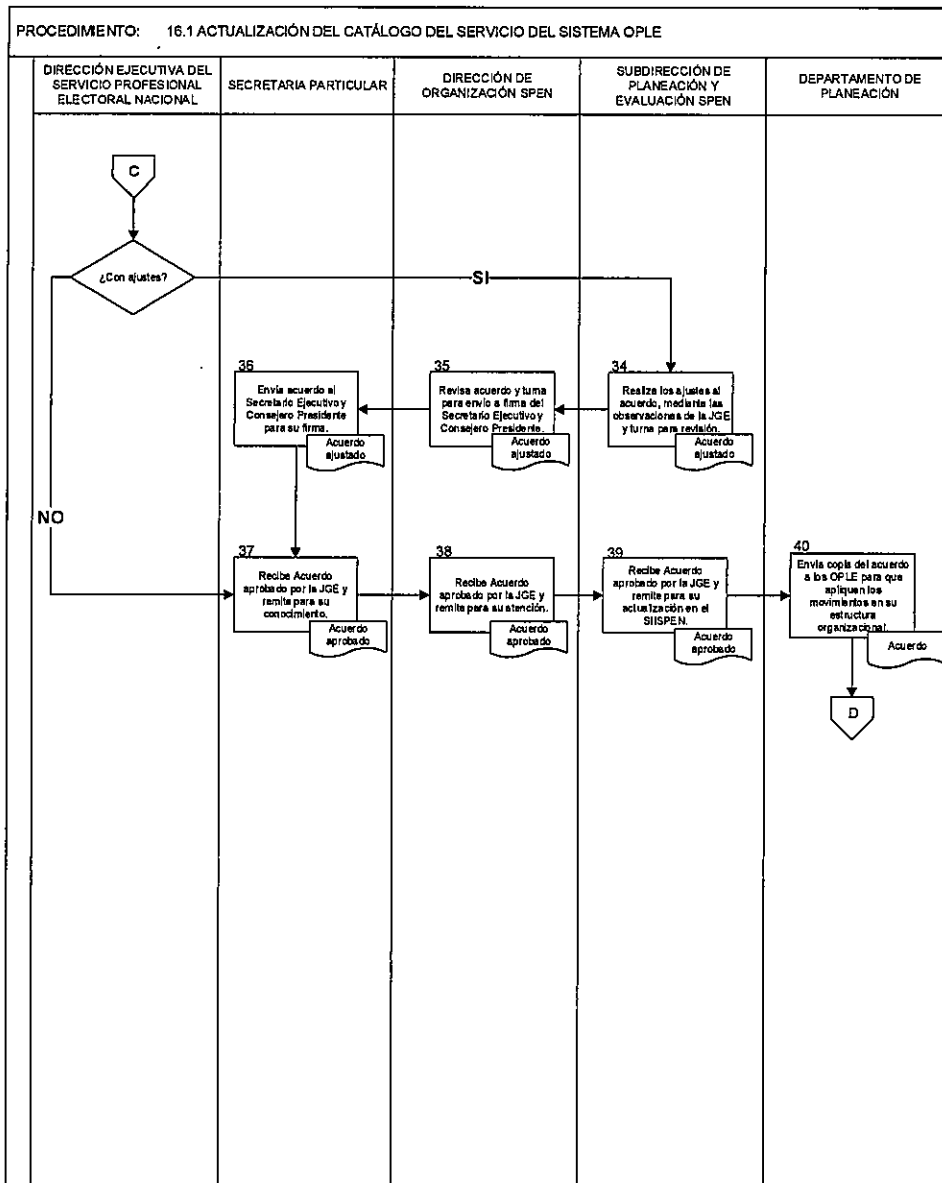 PROCEDIMIENTO: 16.1 ACTUALIZACIÓN DEL CATÁLOGO DEL SERVICIO DEL SISTEMA OPLE
DIRECCIÓN EJECUTIVA DEL
SERVICIO PROFESIONAL
ELECTORAL NACIONAL
SECRETARIA PARTICULAR
DIRECCIÓN DE
ORGANIZACIÓN SPEN
SUBDIRECCIÓN DE
PLANEACIÓN Y
EVALUACIÓN SPEN
DEPARTAMENTO DE
PLANEACIÓN
C
¿Con ajustes?
SI
NO
36
Envía acuerdo al
Secretario Ejecutivo y
Consejero Presidente
para su firma.
Acuerdo
ajustado
35
Revisa acuerdo y turna
para envío a firma del
Secretario Ejecutivo y
Consejero Presidente.
Acuerdo
ajustado
34
Realiza los ajustes al
acuerdo, mediante las
observaciones de la JGE
y turna para revisión.
Acuerdo
ajustado
37
Recibe Acuerdo
aprobado por la JGE y
remite para su
conocimiento.
Acuerdo
aprobado
38
Recibe Acuerdo
aprobado por la JGE y
remite para su atención.
Acuerdo
aprobado
39
Recibe Acuerdo
aprobado por la JGE y
remite para su
actualización en el
SIISPEN.
Acuerdo
aprobado
40
Envía copia del acuerdo
a los OPLE para que
apliquen los
movimientos en su
estructura
organizacional.
Acuerdo
D